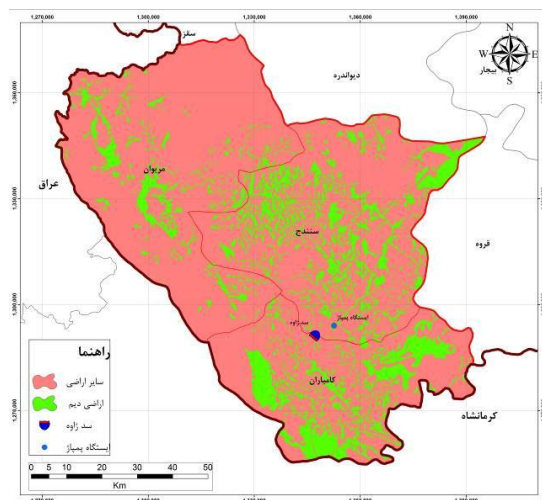 1,270,000 1,300,000 1,330,000 1,360,000 1,390,000
سقز
N
W E
S
بیجار
دیواندره
مریوان
عراق
سنندج
قروه
ایستگاه پمپاژ
سد ژاوه
کامیاران
کرمانشاه
راهنما
سایر اراضی
اراضی دیم
سد ژاوه
ایستگاه پمپاژ
0 5 10 20 30 40 50
Km